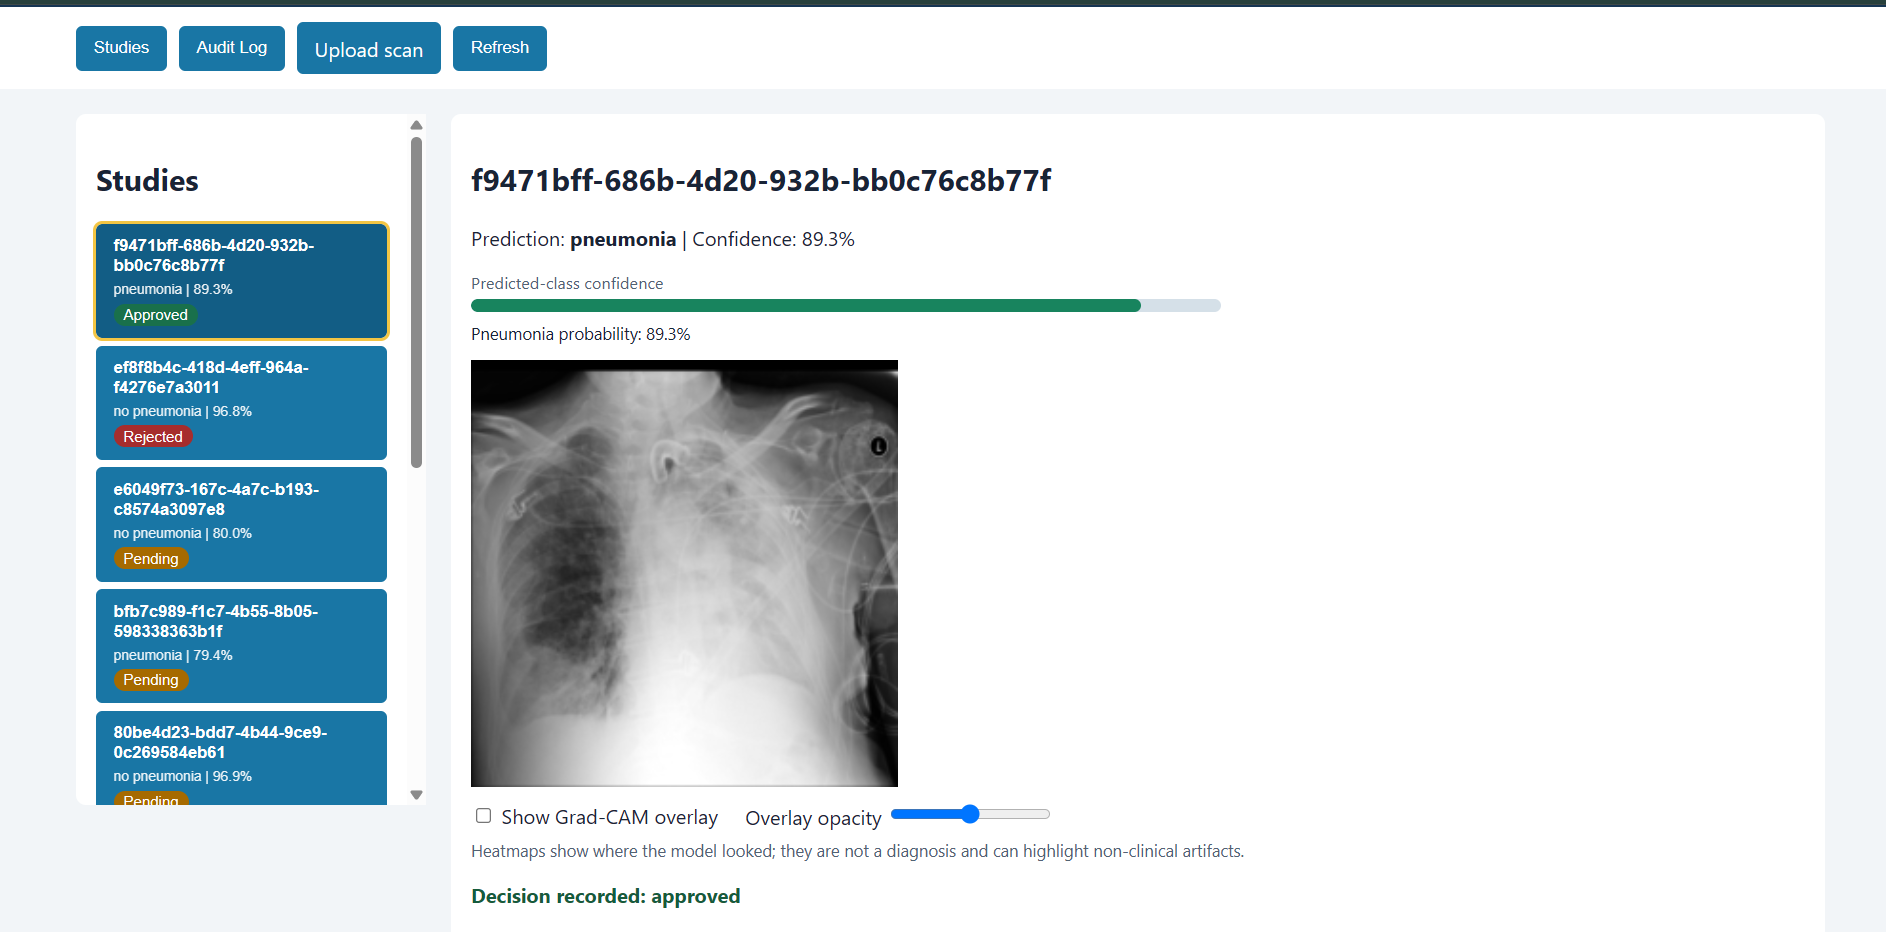 Studies
Audit Log
Upload scan
Refresh
Studies
f9471bff-686b-4d20-932b-
bb0c76c8b77f
pneumonia | 89.3%
Approved
ef8f8b4c-418d-4eff-964a-
f4276e7a3011
no pneumonia | 96.8%
Rejected
e6049f73-167c-4a7c-b193-
c8574a3097e8
no pneumonia | 80.0%
Pending
bfb7c989-f1c7-4b55-8b05-
598338363b1f
pneumonia | 79.4%
Pending
80be4d23-bdd7-4b44-9ce9-
0c269584eb61
no pneumonia | 96.9%
Pending
f9471bff-686b-4d20-932b-bb0c76c8b77f
Prediction: pneumonia | Confidence: 89.3%
Predicted-class confidence
Pneumonia probability: 89.3%
L
Show Grad-CAM overlay
Overlay opacity
Heatmaps show where the model looked; they are not a diagnosis and can highlight non-clinical artifacts.
Decision recorded: approved